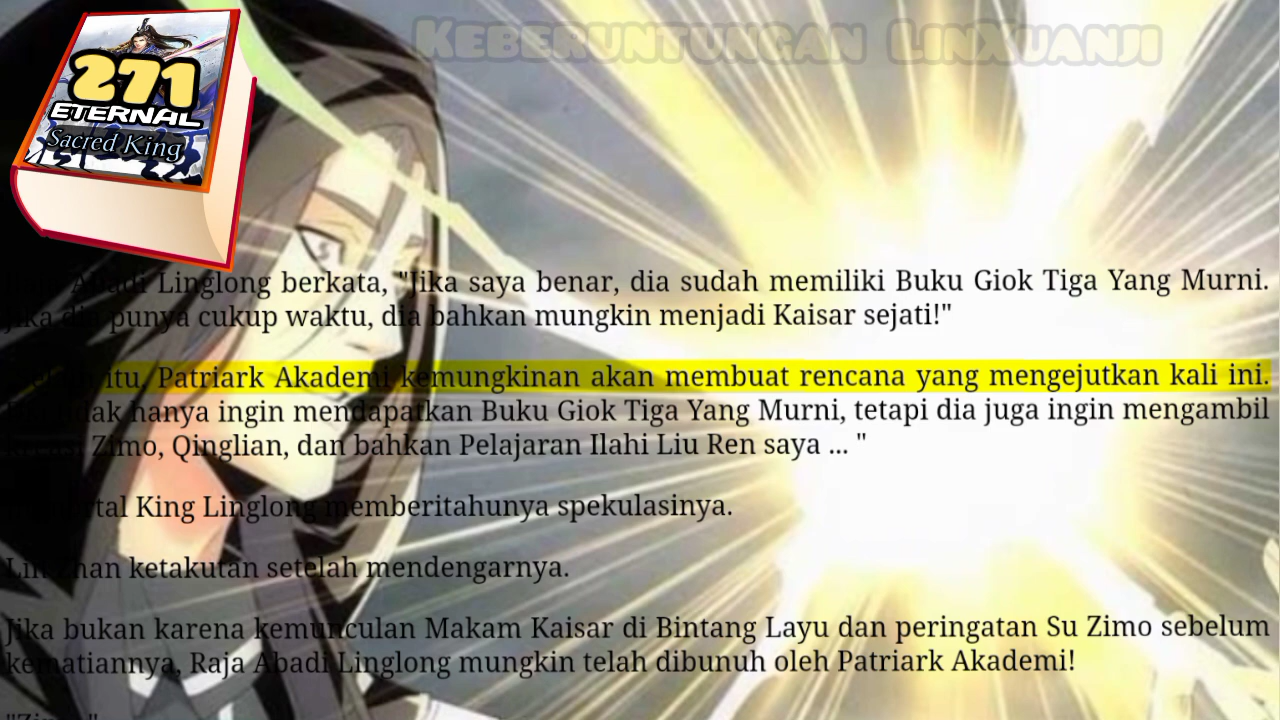 Keberuntungan LinXuanji
271
ETERNAL
Sacred King
Abadi Linglong berkata, "Jika saya benar, dia sudah memiliki Buku Giok Tiga Yang Murni.
Jika dia punya cukup waktu, dia bahkan mungkin menjadi Kaisar sejati!"
itu, Patriark Akademi kemungkinan akan membuat rencana yang mengejutkan kali ini.
tidak hanya ingin mendapatkan Buku Giok Tiga Yang Murni, tetapi dia juga ingin mengambil
Zimo, Qinglian, dan bahkan Pelajaran Ilahi Liu Ren saya ... "
King Linglong memberitahunya spekulasinya.
Lin Zhan ketakutan setelah mendengarnya.
Jika bukan karena kemunculan Makam Kaisar di Bintang Layu dan peringatan Su Zimo sebelum
kematiannya, Raja Abadi Linglong mungkin telah dibunuh oleh Patriark Akademi!